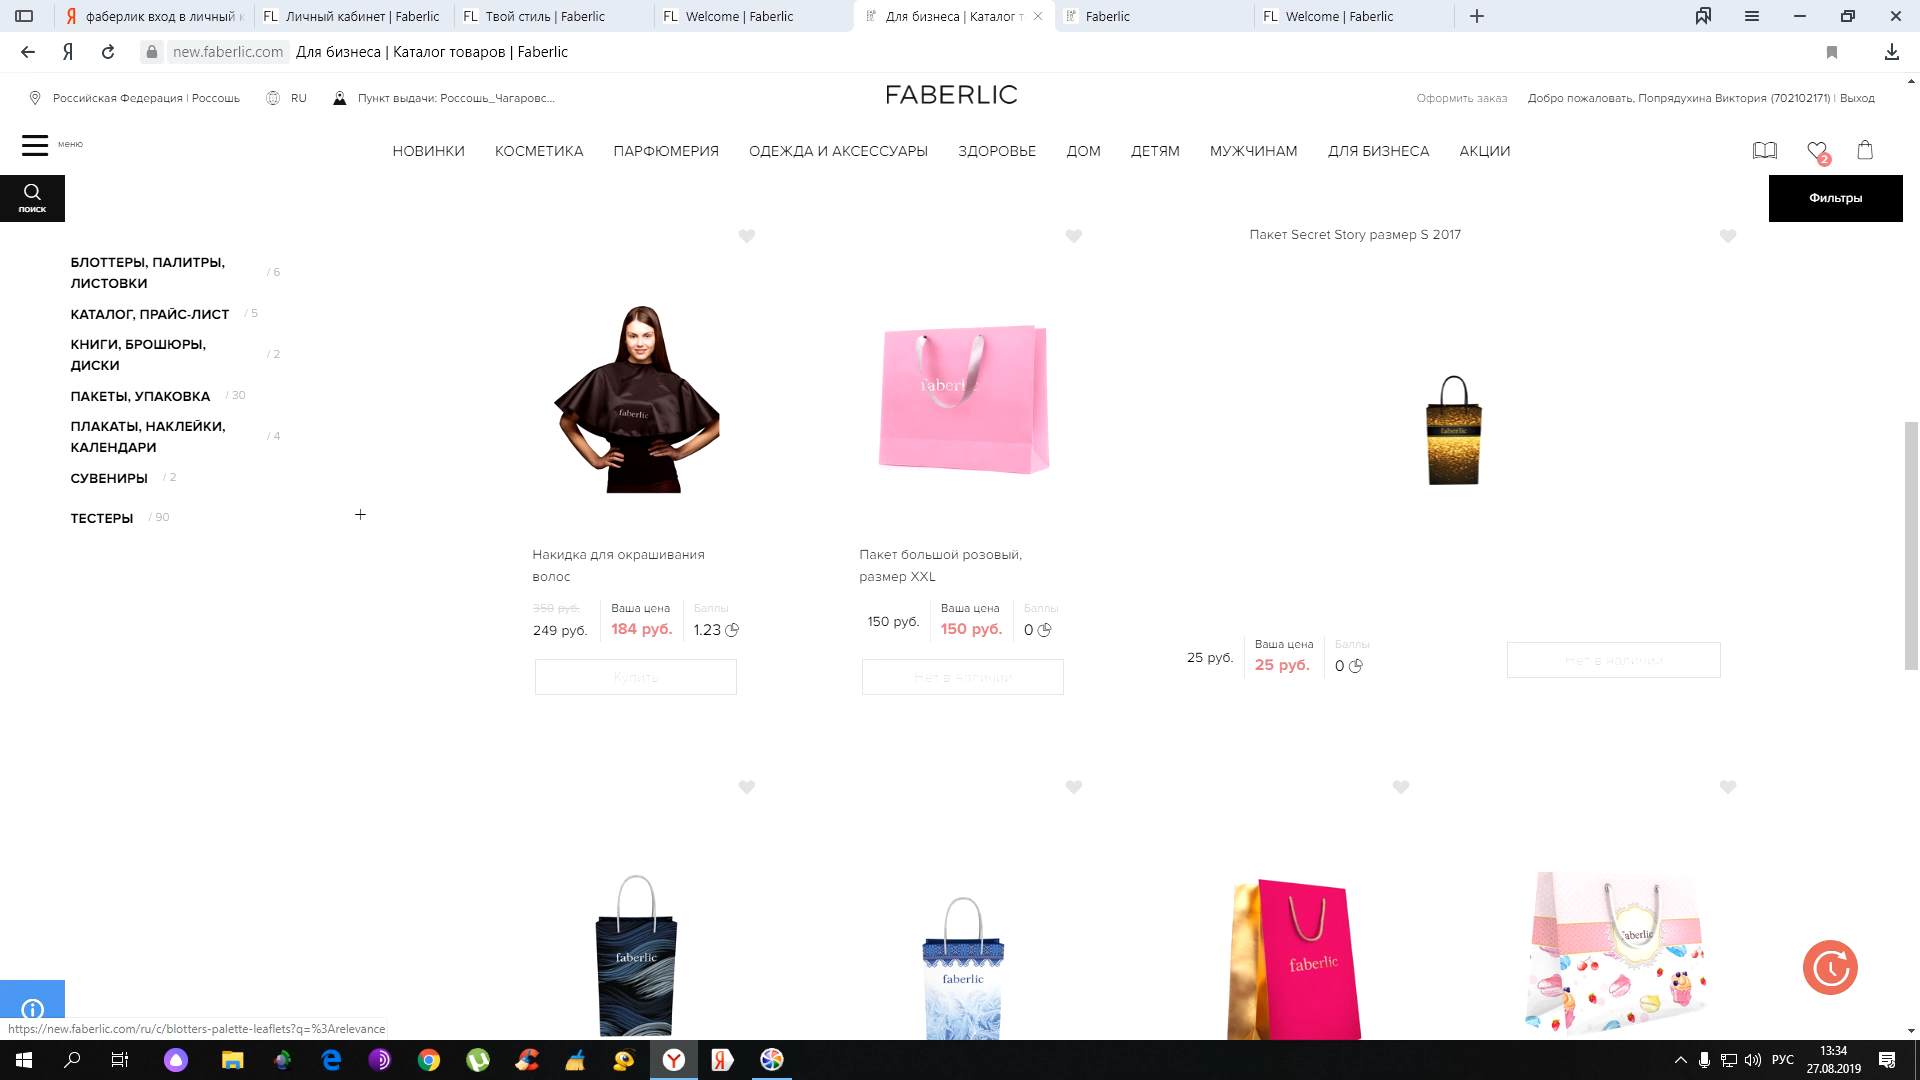 фаберлик вход в личный к
Личный кабинет | Faberlic
Твой стиль | Faberlic
Welcome | Faberlic
Для бизнеса | Каталог т
Faberlic
Welcome | Faberlic
new.faberlic.com Для бизнеса | Каталог товаров | Faberlic
Российская Федерация | Россошь
RU
Пункт выдачи: Россошь_Чагаровс...
FABERLIC
Оформить заказ
Добро пожаловать, Попрядухина Виктория (702102171) | Выход
меню
НОВИНКИ КОСМЕТИКА ПАРФЮМЕРИЯ ОДЕЖДА И АКСЕССУАРЫ ЗДОРОВЬЕ ДОМ ДЕТЯМ МУЖЧИНАМ ДЛЯ БИЗНЕСА АКЦИИ
2
поиск
Фильтры
БЛОТТЕРЫ, ПАЛИТРЫ,
ЛИСТОВКИ
/ 6
КАТАЛОГ, ПРАЙС-ЛИСТ / 5
КНИГИ, БРОШЮРЫ,
ДИСКИ
/ 2
ПАКЕТЫ, УПАКОВКА / 30
ПЛАКАТЫ, НАКЛЕЙКИ,
КАЛЕНДАРИ
/ 4
СУВЕНИРЫ / 2
ТЕСТЕРЫ / 90
faberlic
Накидка для окрашивания
волос
350 руб.
249 руб.
Ваша цена
184 руб.
Баллы
1.23
Купить
faberlic
Пакет большой розовый,
размер XXL
150 руб.
Ваша цена
150 руб.
Баллы
0
Нет в наличии
Пакет Secret Story размер S 2017
faberlic
25 руб.
Ваша цена
25 руб.
Баллы
0
Нет в наличии
faberlic
faberlic
faberlic
faberlic
https://new.faberlic.com/ru/c/blotters-palette-leaflets?q=%3Arelevance
РУС
13:34
27.08.2019